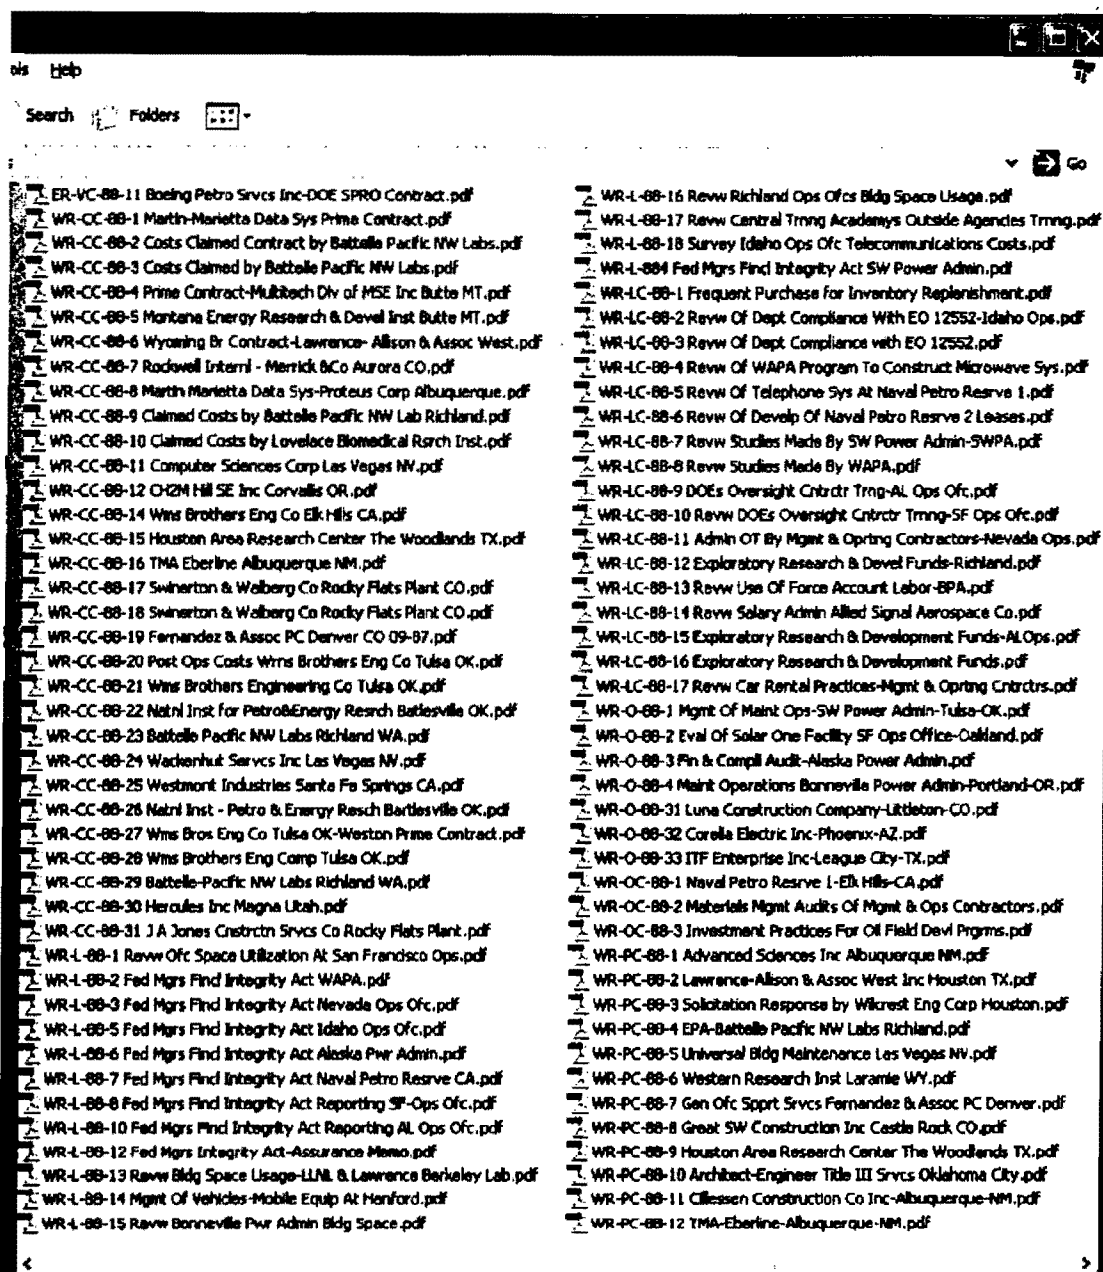 ols Help
Search Folders
Go
ER-VC-88-11 Boeing Petro Srvcs Inc-DOE SPRO Contract.pdf
WR-CC-88-1 Martin-Marietta Data Sys Prime Contract.pdf
WR-CC-88-2 Costs Claimed Contract by Battelle Pacific NW Labs.pdf
WR-CC-88-3 Costs Claimed by Battelle Pacific NW Labs.pdf
WR-CC-88-4 Prime Contract-Multitech Div of MSE Inc Butte MT.pdf
WR-CC-88-5 Montana Energy Research & Devel Inst Butte MT.pdf
WR-CC-88-6 Wyoming Br Contract-Lawrence- Allison & Assoc West.pdf
WR-CC-88-7 Rockwell Internl - Merrick &Co Aurora CO.pdf
WR-CC-88-8 Martin Marietta Data Sys-Proteus Corp Albuquerque.pdf
WR-CC-88-9 Claimed Costs by Battelle Pacific NW Lab Richland.pdf
WR-CC-88-10 Claimed Costs by Lovelace Biomedical Rsrch Inst.pdf
WR-CC-88-11 Computer Sciences Corp Las Vegas NV.pdf
WR-CC-88-12 CH2M Hill SE Inc Corvallis OR.pdf
WR-CC-88-14 Wms Brothers Eng Co Elk Hills CA.pdf
WR-CC-88-15 Houston Area Research Center The Woodlands TX.pdf
WR-CC-88-16 TMA Eberline Albuquerque NM.pdf
WR-CC-88-17 Swinerton & Walberg Co Rocky Flats Plant CO.pdf
WR-CC-88-18 Swinerton & Walberg Co Rocky Flats Plant CO.pdf
WR-CC-88-19 Fernandez & Assoc PC Denver CO 09-87.pdf
WR-CC-88-20 Post Ops Costs Wrns Brothers Eng Co Tulsa OK.pdf
WR-CC-88-21 Wms Brothers Engineering Co Tulsa OK.pdf
WR-CC-88-22 Natnl Inst for Petro&Energy Resrch Batlesville OK.pdf
WR-CC-88-23 Battelle Pacific NW Labs Richland WA.pdf
WR-CC-88-24 Wackenhut Servcs Inc Las Vegas NV.pdf
WR-CC-88-25 Westmont Industries Santa Fe Springs CA.pdf
WR-CC-88-26 Natnl Inst - Petro & Energy Resch Bartlesville OK.pdf
WR-CC-88-27 Wms Bros Eng Co Tulsa OK-Weston Prime Contract.pdf
WR-CC-88-28 Wms Brothers Eng Comp Tulsa OK.pdf
WR-CC-88-29 Battelle-Pacific NW Labs Richland WA.pdf
WR-CC-88-30 Hercules Inc Magna Utah.pdf
WR-CC-88-31 J A Jones Cnstrctn Srvcs Co Rocky Flats Plant.pdf
WR-L-88-1 Revw Ofc Space Utilization At San Francisco Ops.pdf
WR-L-88-2 Fed Mgrs Fincl Integrity Act WAPA.pdf
WR-L-88-3 Fed Mgrs Fincl Integrity Act Nevada Ops Ofc.pdf
WR-L-88-5 Fed Mgrs Fincl Integrity Act Idaho Ops Ofc.pdf
WR-L-88-6 Fed Mgrs Fincl Integrity Act Alaska Pwr Admin.pdf
WR-L-88-7 Fed Mgrs Fincl Integrity Act Naval Petro Resrve CA.pdf
WR-L-88-8 Fed Mgrs Fincl Integrity Act Reporting SF-Ops Ofc.pdf
WR-L-88-10 Fed Mgrs Fincl Integrity Act Reporting AL Ops Ofc.pdf
WR-L-88-12 Fed Mgrs Integrity Act-Assurance Memo.pdf
WR-L-88-13 Revw Bldg Space Usage-LLNL & Lawrence Berkeley Lab.pdf
WR-L-88-14 Mgmt Of Vehicles-Mobile Equip At Hanford.pdf
WR-L-88-15 Revw Bonneville Pwr Admin Bldg Space.pdf
WR-L-88-16 Revw Richland Ops Ofcs Bldg Space Usage.pdf
WR-L-88-17 Revw Central Trnng Academys Outside Agencies Trnng.pdf
WR-L-88-18 Survey Idaho Ops Ofc Telecommunications Costs.pdf
WR-L-884 Fed Mgrs Fincl Integrity Act SW Power Admin.pdf
WR-LC-88-1 Frequent Purchase for Inventory Replenishment.pdf
WR-LC-88-2 Revw Of Dept Compliance With EO 12552-Idaho Ops.pdf
WR-LC-88-3 Revw Of Dept Compliance with EO 12552.pdf
WR-LC-88-4 Revw Of WAPA Program To Construct Microwave Sys.pdf
WR-LC-88-5 Revw Of Telephone Sys At Naval Petro Resrve 1.pdf
WR-LC-88-6 Revw Of Develp Of Naval Petro Resrve 2 Leases.pdf
WR-LC-88-7 Revw Studies Made By SW Power Admin-SWPA.pdf
WR-LC-88-8 Revw Studies Made By WAPA.pdf
WR-LC-88-9 DOEs Oversight Cntrctr Trng-AL Ops Ofc.pdf
WR-LC-88-10 Revw DOEs Oversight Cntrctr Trnng-SF Ops Ofc.pdf
WR-LC-88-11 Admin OT By Mgmt & Oprtng Contractors-Nevada Ops.pdf
WR-LC-88-12 Exploratory Research & Devel Funds-Richland.pdf
WR-LC-88-13 Revw Use Of Force Account Labor-BPA.pdf
WR-LC-88-14 Revw Salary Admin Allied Signal Aerospace Co.pdf
WR-LC-88-15 Exploratory Research & Development Funds-ALOps.pdf
WR-LC-88-16 Exploratory Research & Development Funds.pdf
WR-LC-88-17 Revw Car Rental Practices-Mgmt & Oprtng Cntrctrs.pdf
WR-O-88-1 Mgmt Of Maint Ops-SW Power Admin-Tulsa-OK.pdf
WR-O-88-2 Eval Of Solar One Facility SF Ops Office-Oakland.pdf
WR-O-88-3 Fin & Compli Audit-Alaska Power Admin.pdf
WR-O-88-4 Maint Operations Bonneville Power Admin-Portland-OR.pdf
WR-O-88-31 Luna Construction Company-Littleton-CO.pdf
WR-O-88-32 Corella Electric Inc-Phoenix-AZ.pdf
WR-O-88-33 ITF Enterprise Inc-League City-TX.pdf
WR-OC-88-1 Naval Petro Resrve 1-Elk Hills-CA.pdf
WR-OC-88-2 Materials Mgmt Audits Of Mgmt & Ops Contractors.pdf
WR-OC-88-3 Investment Practices For Oil Field Devl Prgrms.pdf
WR-PC-88-1 Advanced Sciences Inc Albuquerque NM.pdf
WR-PC-88-2 Lawrence-Allison & Assoc West Inc Houston TX.pdf
WR-PC-88-3 Solicitation Response by Wilcrest Eng Corp Houston.pdf
WR-PC-88-4 EPA-Battelle Pacific NW Labs Richland.pdf
WR-PC-88-5 Universal Bldg Maintenance Las Vegas NV.pdf
WR-PC-88-6 Western Research Inst Laramie WY.pdf
WR-PC-88-7 Gen Ofc Spprt Srvcs Fernandez & Assoc PC Denver.pdf
WR-PC-88-8 Great SW Construction Inc Castle Rock CO.pdf
WR-PC-88-9 Houston Area Research Center The Woodlands TX.pdf
WR-PC-88-10 Architect-Engineer Title III Srvcs Oklahoma City.pdf
WR-PC-88-11 Cillessen Construction Co Inc-Albuquerque-NM.pdf
WR-PC-88-12 TMA-Eberline-Albuquerque-NM.pdf